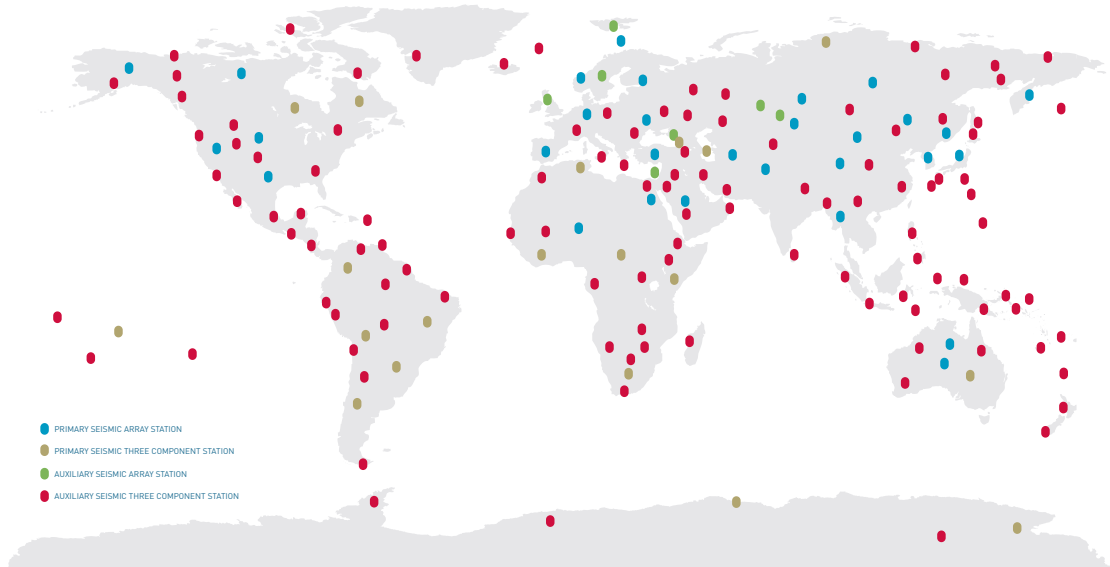 PRIMARY SEISMIC ARRAY STATION
PRIMARY SEISMIC THREE COMPONENT STATION
AUXILIARY SEISMIC ARRAY STATION
AUXILIARY SEISMIC THREE COMPONENT STATION